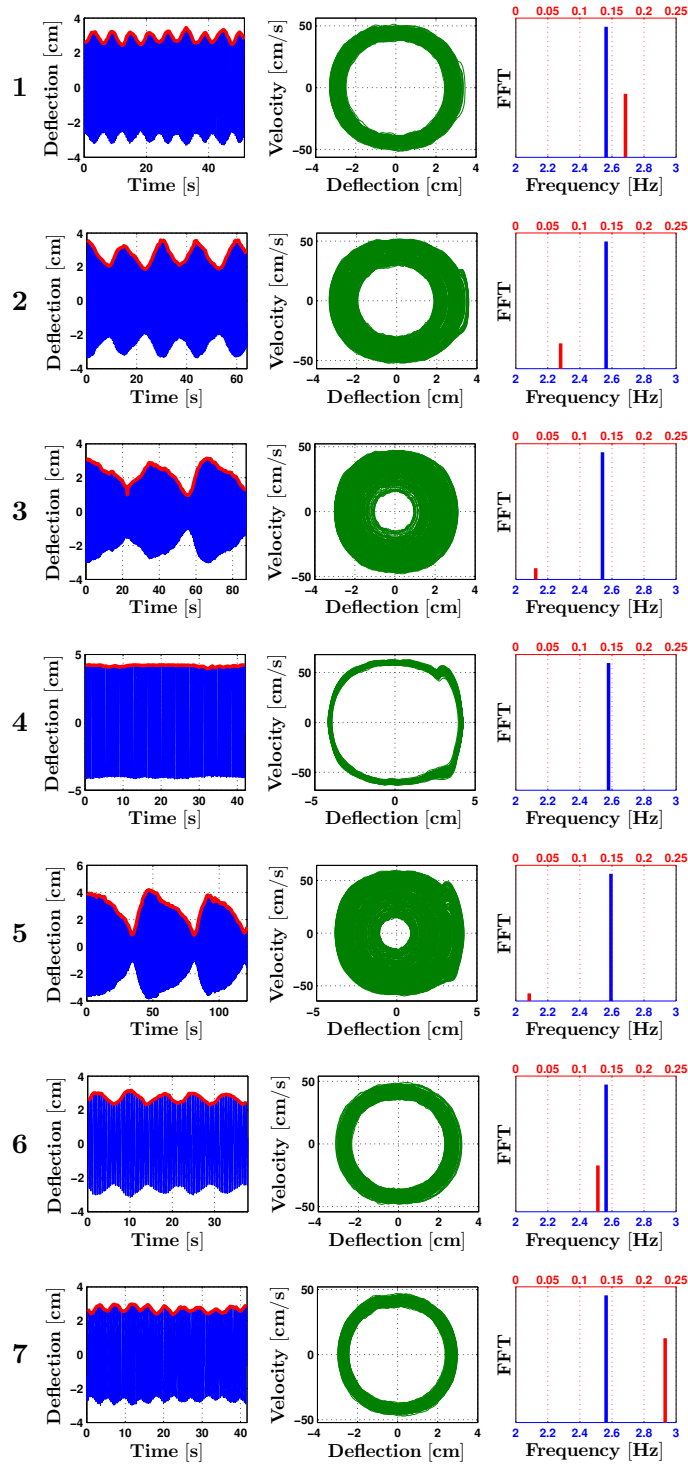 1
Deflection [cm]
4
2
0
−2
−4
0 20 40
Time [s]
Velocity [cm/s]
50
0
−50
−4 −2 0 2 4
Deflection [cm]
0 0.05 0.1 0.15 0.2 0.25
FFT
2 2.2 2.4 2.6 2.8 3
Frequency [Hz]
2
Deflection [cm]
4
2
0
−2
−4
0 20 40 60
Time [s]
Velocity [cm/s]
50
0
−50
−4 −2 0 2 4
Deflection [cm]
0 0.05 0.1 0.15 0.2 0.25
FFT
2 2.2 2.4 2.6 2.8 3
Frequency [Hz]
3
Deflection [cm]
4
2
0
−2
−4
0 20 40 60 80
Time [s]
Velocity [cm/s]
50
0
−50
−4 −2 0 2 4
Deflection [cm]
0 0.05 0.1 0.15 0.2 0.25
FFT
2 2.2 2.4 2.6 2.8 3
Frequency [Hz]
4
Deflection [cm]
5
0
−5
0 10 20 30 40
Time [s]
Velocity [cm/s]
50
0
−50
−5 0 5
Deflection [cm]
0 0.05 0.1 0.15 0.2 0.25
FFT
2 2.2 2.4 2.6 2.8 3
Frequency [Hz]
5
Deflection [cm]
6
4
2
0
−2
−4
0 50 100
Time [s]
Velocity [cm/s]
50
0
−50
−5 0 5
Deflection [cm]
0 0.05 0.1 0.15 0.2 0.25
FFT
2 2.2 2.4 2.6 2.8 3
Frequency [Hz]
6
Deflection [cm]
4
2
0
−2
−4
0 10 20 30
Time [s]
Velocity [cm/s]
50
0
−50
−4 −2 0 2 4
Deflection [cm]
0 0.05 0.1 0.15 0.2 0.25
FFT
2 2.2 2.4 2.6 2.8 3
Frequency [Hz]
7
Deflection [cm]
4
2
0
−2
−4
0 10 20 30 40
Time [s]
Velocity [cm/s]
50
0
−50
−4 −2 0 2 4
Deflection [cm]
0 0.05 0.1 0.15 0.2 0.25
FFT
2 2.2 2.4 2.6 2.8 3
Frequency [Hz]